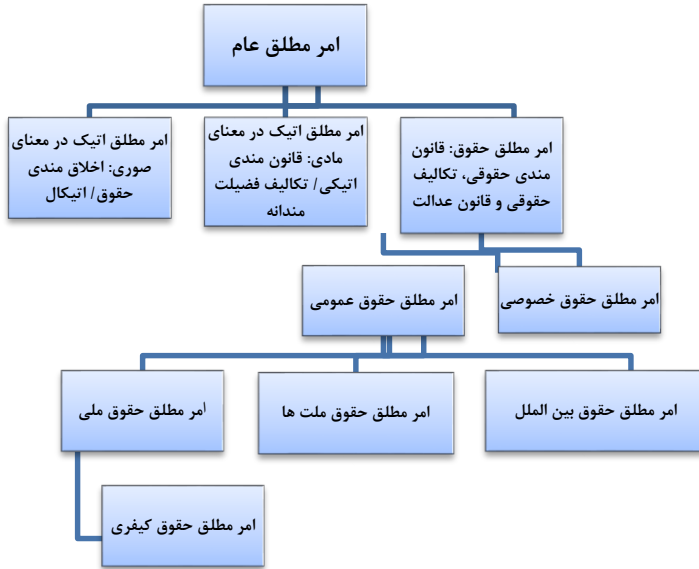 امر مطلق عام
امر مطلق حقوق: قانون
مندی حقوقی، تکالیف
حقوقی و قانون عدالت
امر مطلق اتیک در معنای
مادی: قانون مندی
اتیکی/ تکالیف فضیلت
مندانه
امر مطلق اتیک در معنای
صوری: اخلاق مندی
حقوق/ اتیکال
امر مطلق حقوق خصوصی
امر مطلق حقوق عمومی
امر مطلق حقوق بین الملل
امر مطلق حقوق ملت ها
امر مطلق حقوق ملی
امر مطلق حقوق کیفری